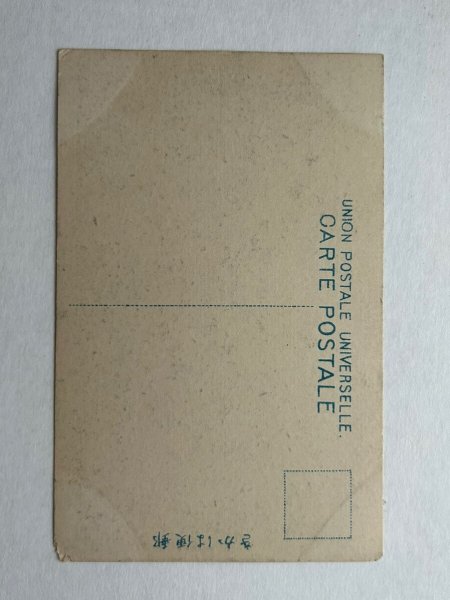 UNION POSTALE UNIVERSELLE.
CARTE POSTALE
郵便はかき